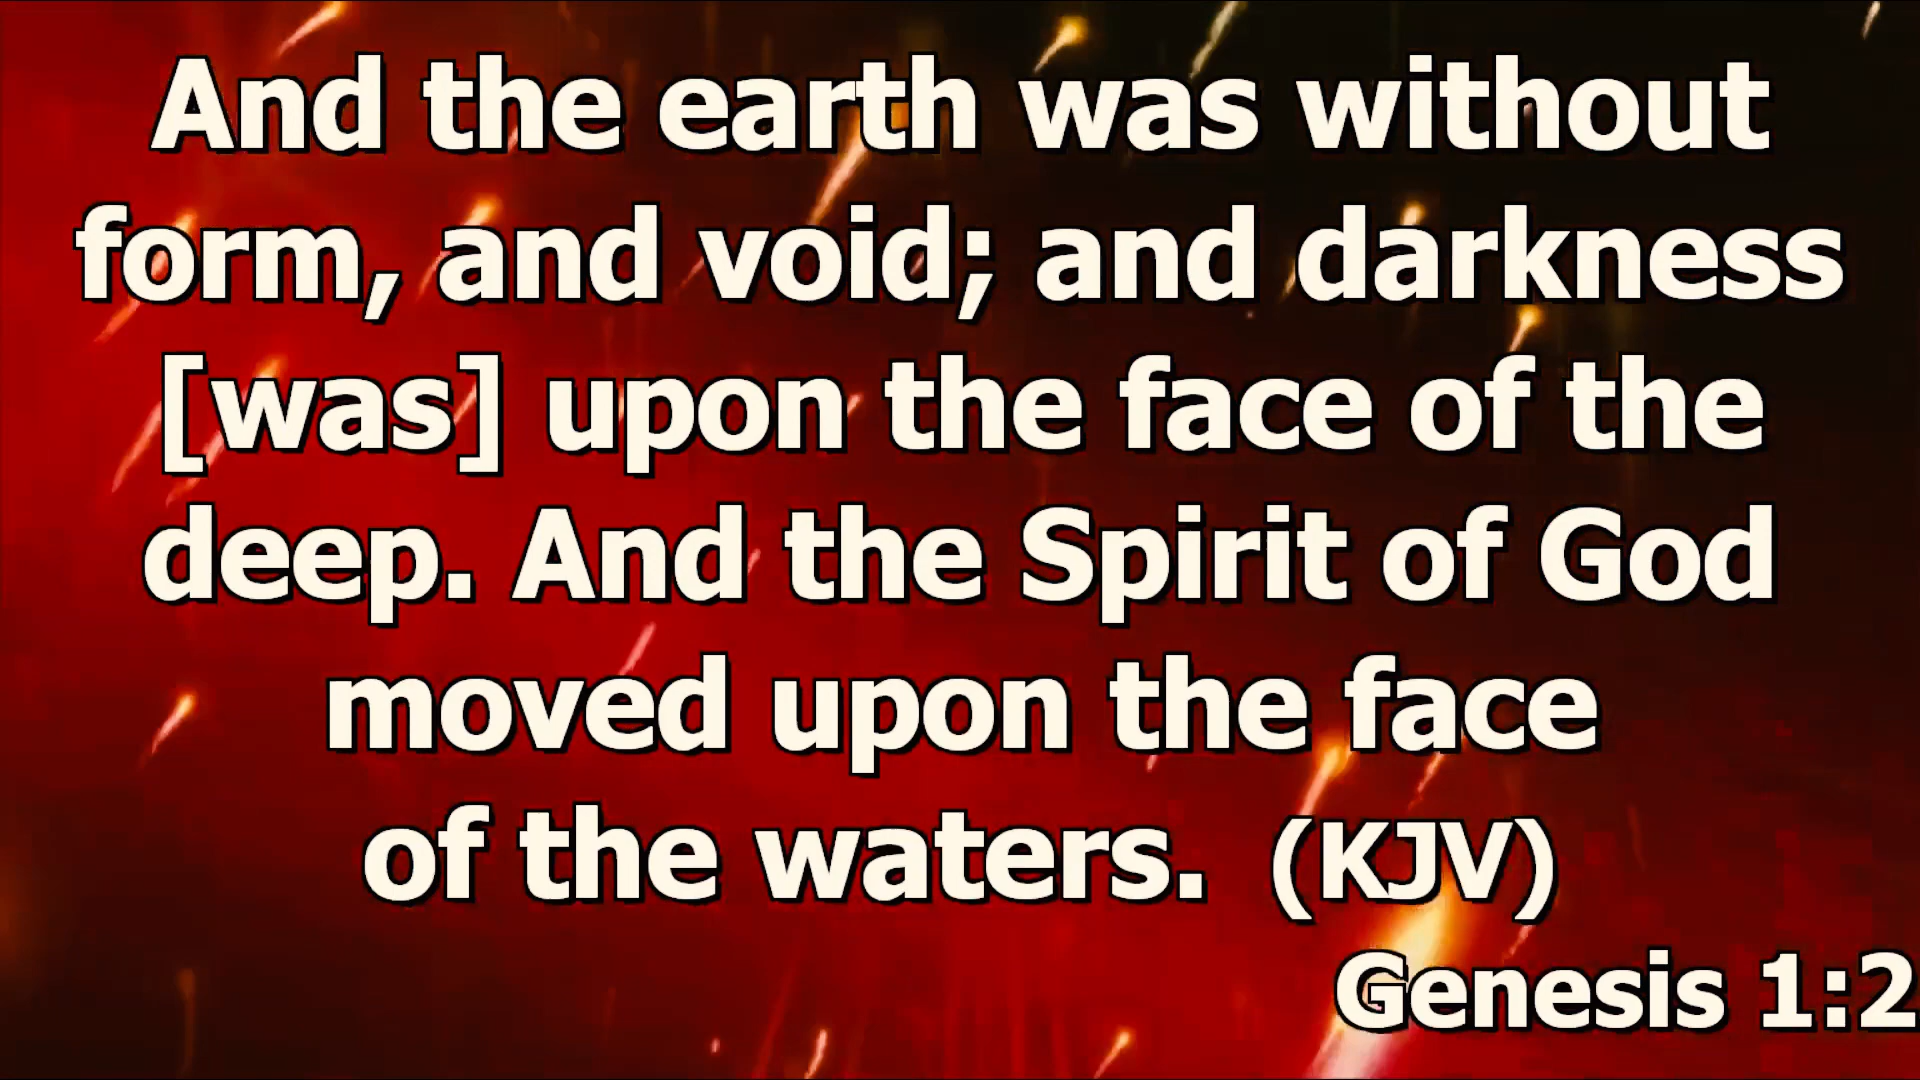 And the earth was without
form, and void; and darkness
[was] upon the face of the
deep. And the Spirit of God
moved upon the face
of the waters.  (KJV)
Genesis 1:2